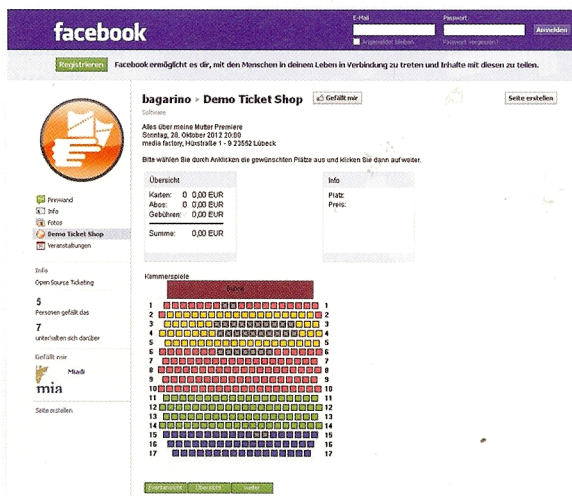 facebook
E-Mail
Passwort
Angemeldet bleiben
Passwort vergessen?
Anmelden
Registrieren
Facebook ermöglicht es dir, mit den Menschen in deinem Leben in Verbindung zu treten und Inhalte mit diesen zu teilen.
bagarino › Demo Ticket Shop
Gefällt mir
Seite erstellen
Software
Alles über meine Mutter Premiere
Sonntag, 28. Oktober 2012 20:00
media factory, Hüxstraße 1 - 9 23552 Lübeck
Bitte wählen Sie durch Anklicken die gewünschten Plätze aus und klicken Sie dann auf weiter.
Übersicht
Karten: 0 0,00 EUR
Abos: 0 0,00 EUR
Gebühren: 0,00 EUR
Summe: 0,00 EUR
Info
Platz:
Preis:
Pinnwand
Info
Fotos
Demo Ticket Shop
Veranstaltungen
Info
Open Source Ticketing
5
Personen gefällt das
7
unterhalten sich darüber
Gefällt mir
Miadi
mia
Seite erstellen
Kammerspiele
Bühne
1 1
2 2
3 3
4 4
5 5
6 6
7 7
8 8
9 9
10 10
11 11
12 12
13 13
14 14
15 15
16 16
17 17
Eventansicht
Übersicht
weiter